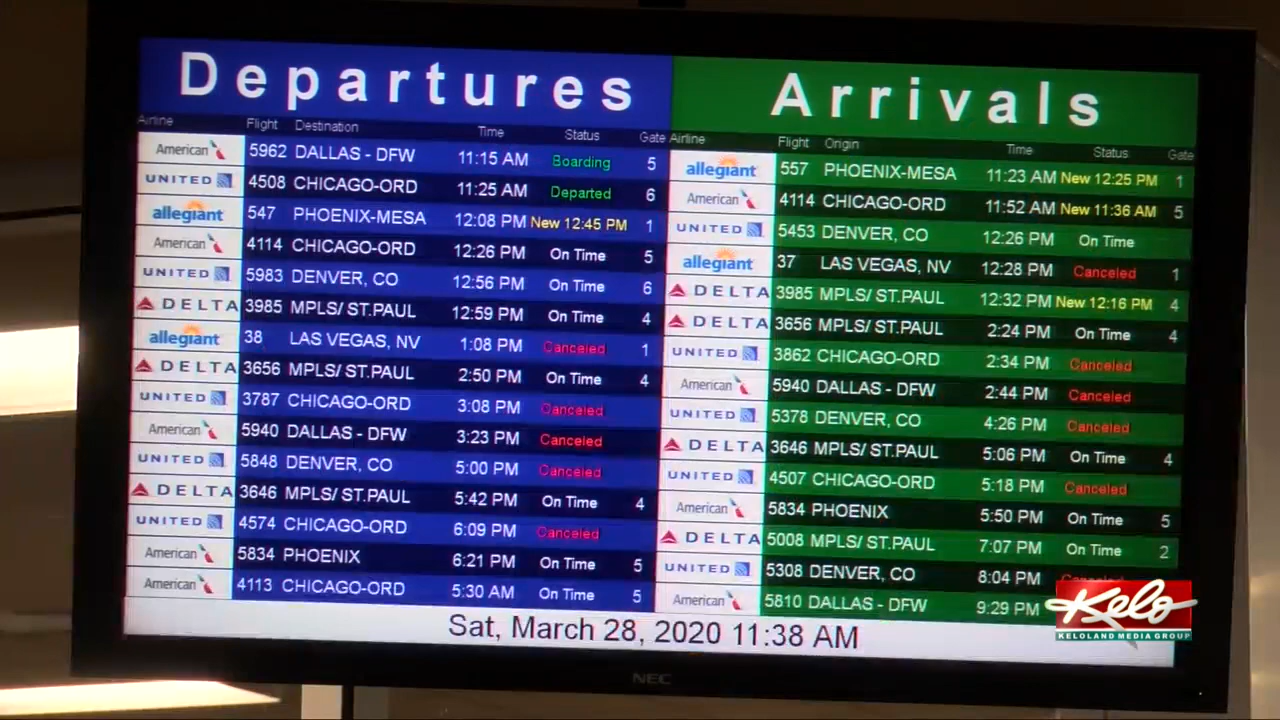 Departures
Airline Flight Destination Time Status Gate
American 5962 DALLAS - DFW 11:15 AM Boarding 5
UNITED 4508 CHICAGO-ORD 11:25 AM Departed 6
allegiant 547 PHOENIX-MESA 12:08 PM New 12:45 PM 1
American 4114 CHICAGO-ORD 12:26 PM On Time 5
UNITED 5983 DENVER, CO 12:56 PM On Time 6
DELTA 3985 MPLS/ ST.PAUL 12:59 PM On Time 4
allegiant 38 LAS VEGAS, NV 1:08 PM Canceled 1
DELTA 3656 MPLS/ ST.PAUL 2:50 PM On Time 4
UNITED 3787 CHICAGO-ORD 3:08 PM Canceled
American 5940 DALLAS - DFW 3:23 PM Canceled
UNITED 5848 DENVER, CO 5:00 PM Canceled
DELTA 3646 MPLS/ ST.PAUL 5:42 PM On Time 4
UNITED 4574 CHICAGO-ORD 6:09 PM Canceled
American 5834 PHOENIX 6:21 PM On Time 5
American 4113 CHICAGO-ORD 5:30 AM On Time 5
Arrivals
Airline Flight Origin Time Status Gate
allegiant 557 PHOENIX-MESA 11:23 AM New 12:25 PM 1
American 4114 CHICAGO-ORD 11:52 AM New 11:36 AM 5
UNITED 5453 DENVER, CO 12:26 PM On Time
allegiant 37 LAS VEGAS, NV 12:28 PM Canceled 1
DELTA 3985 MPLS/ ST.PAUL 12:32 PM New 12:16 PM 4
DELTA 3656 MPLS/ ST.PAUL 2:24 PM On Time 4
UNITED 3862 CHICAGO-ORD 2:34 PM Canceled
American 5940 DALLAS - DFW 2:44 PM Canceled
UNITED 5378 DENVER, CO 4:26 PM Canceled
DELTA 3646 MPLS/ ST.PAUL 5:06 PM On Time 4
UNITED 4507 CHICAGO-ORD 5:18 PM Canceled
American 5834 PHOENIX 5:50 PM On Time 5
DELTA 5008 MPLS/ ST.PAUL 7:07 PM On Time 2
UNITED 5308 DENVER, CO 8:04 PM
American 5810 DALLAS - DFW 9:29 PM
Sat, March 28, 2020 11:38 AM
NEC
Kelo
KELOLAND MEDIA GROUP